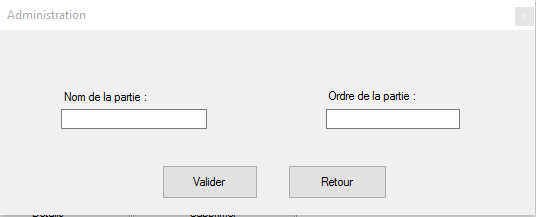 Administration
Nom de la partie :
Ordre de la partie :
Valider
Retour